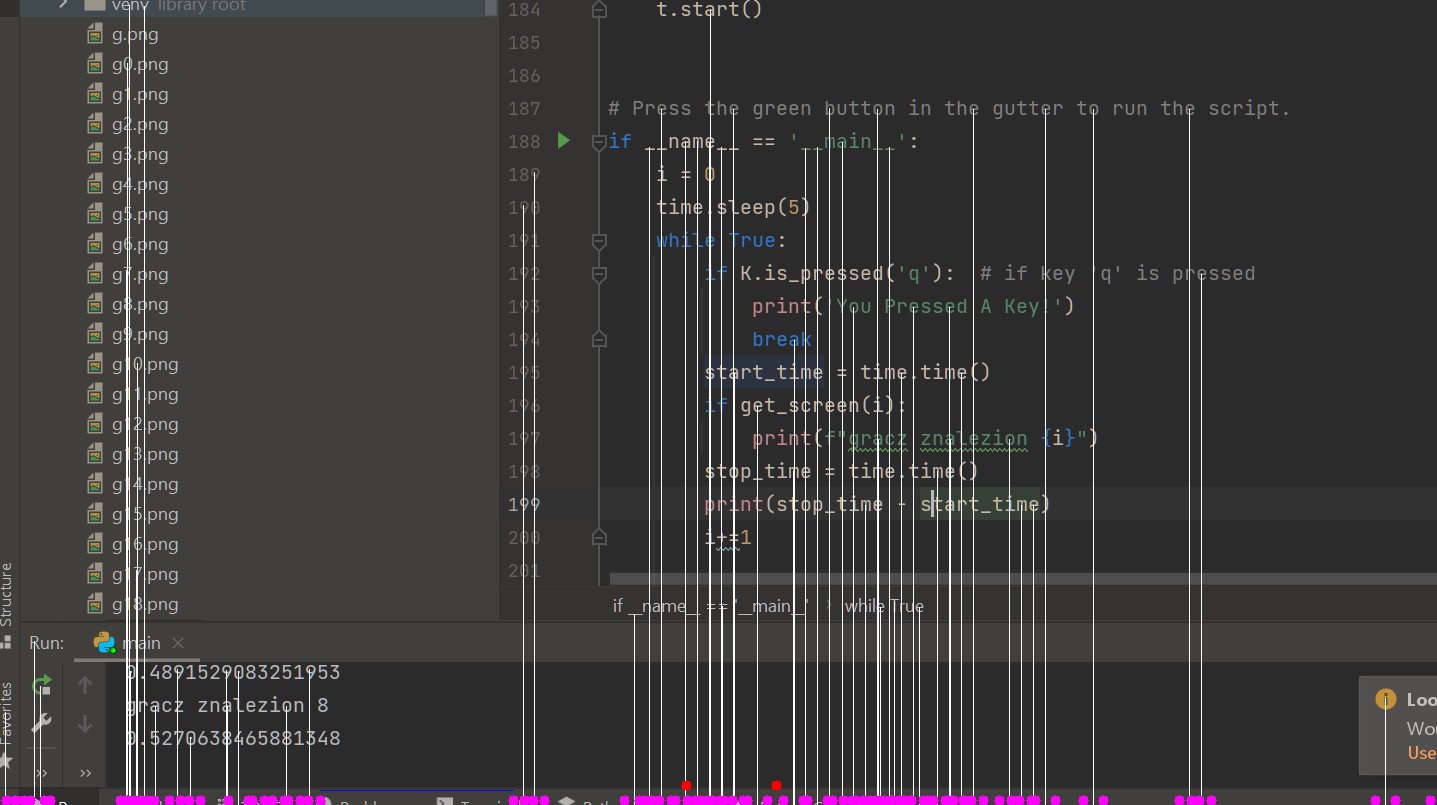 venv library root
g.png
g0.png
g1.png
g2.png
g3.png
g4.png
g5.png
g6.png
g7.png
g8.png
g9.png
g10.png
g11.png
g12.png
g13.png
g14.png
g15.png
g16.png
g17.png
g18.png
184 t.start()
185
186
187 # Press the green button in the gutter to run the script.
188 if __name__ == '__main__':
189 i = 0
190 time.sleep(5)
191 while True:
192 if K.is_pressed('q'):  # if key 'q' is pressed
193 print('You Pressed A Key!')
194 break
195 start_time = time.time()
196 if get_screen(i):
197 print(f"gracz znalezion {i}")
198 stop_time = time.time()
199 print(stop_time - start_time)
200 i+=1
201
if __name__ == '__main__' › while True
Structure
Favorites
Run: main
0.4891529083251953
gracz znalezion 8
0.5270638465881348
Loo
Wou
Use